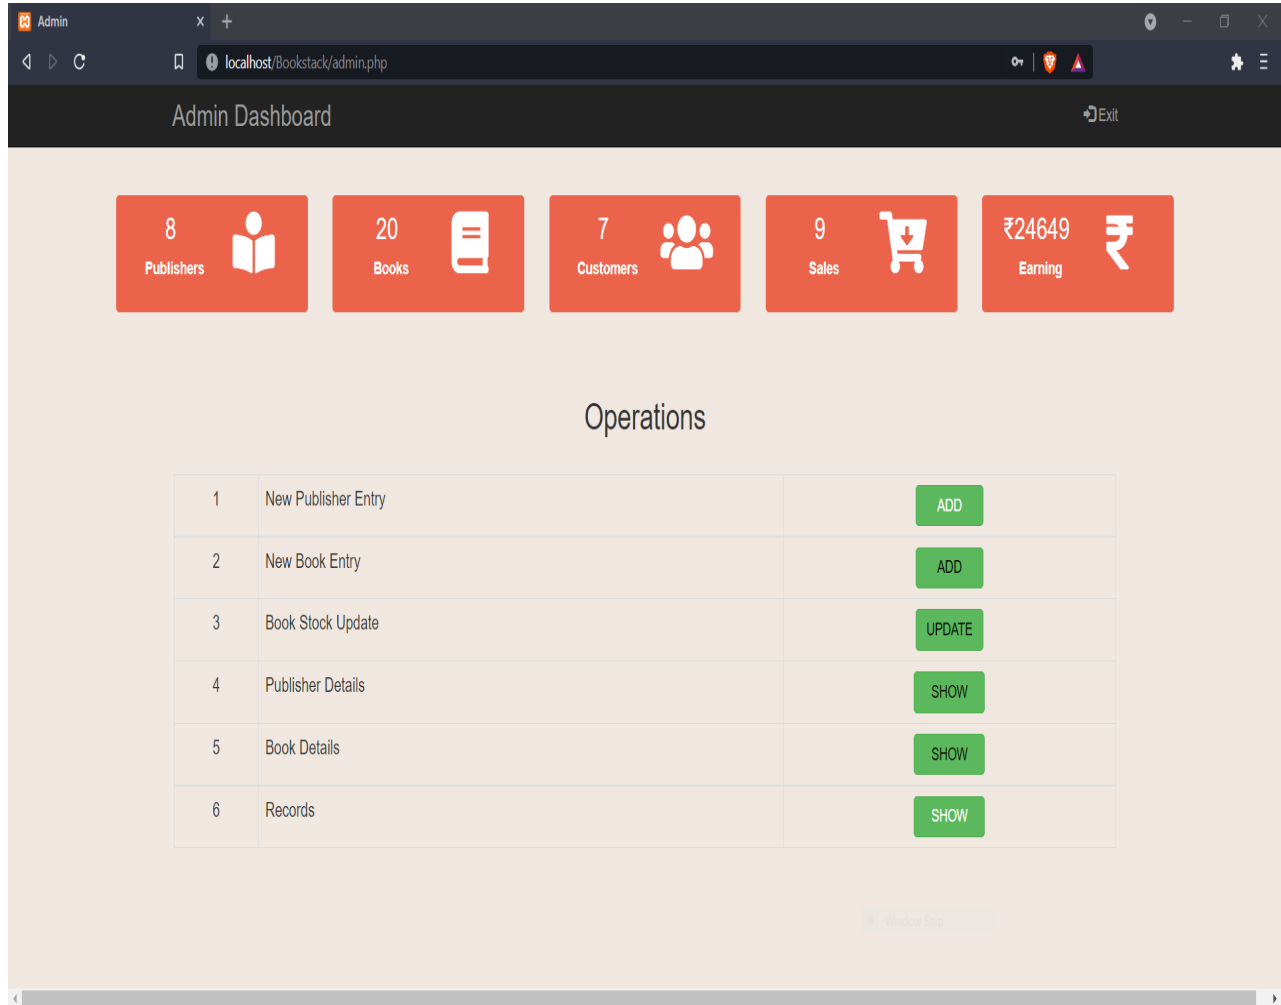 Admin
localhost/Bookstack/admin.php
Admin Dashboard
Exit
8
Publishers
20
Books
7
Customers
9
Sales
₹24649
Earning
Operations
1 New Publisher Entry ADD
2 New Book Entry ADD
3 Book Stock Update UPDATE
4 Publisher Details SHOW
5 Book Details SHOW
6 Records SHOW
Window Snip